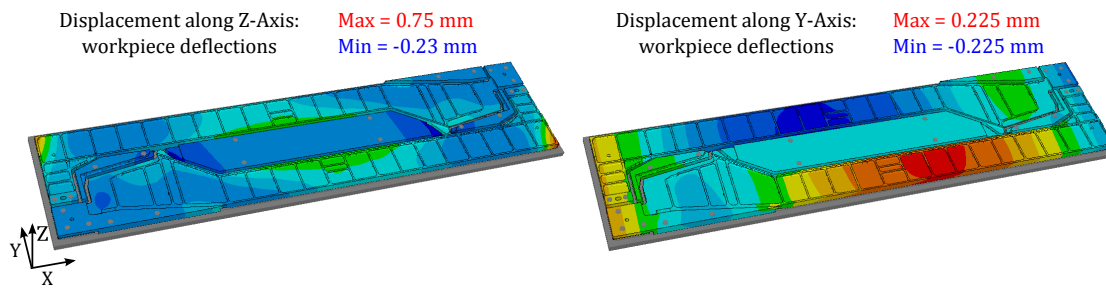 Displacement along Z-Axis: Max = 0.75 mm
workpiece deflections Min = -0.23 mm
Displacement along Y-Axis: Max = 0.225 mm
workpiece deflections Min = -0.225 mm
Z
Y
X